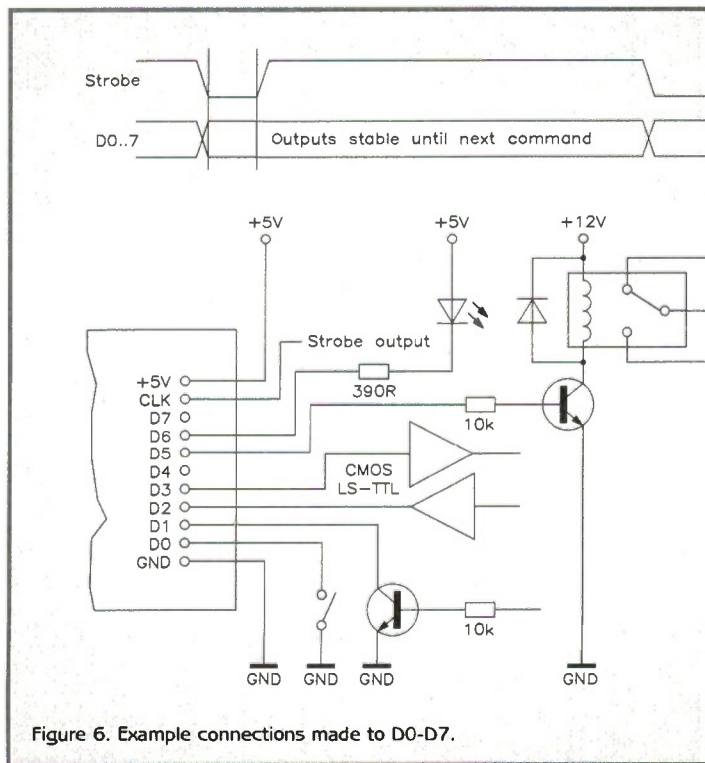 Strobe
D0..7
Outputs stable until next command
+5V
+5V
+12V
Strobe output
+5V
CLK
D7
D6
D5
D4
D3
D2
D1
D0
GND
390R
10k
CMOS
LS-TTL
10k
GND
GND
GND
GND
Figure 6. Example connections made to D0-D7.